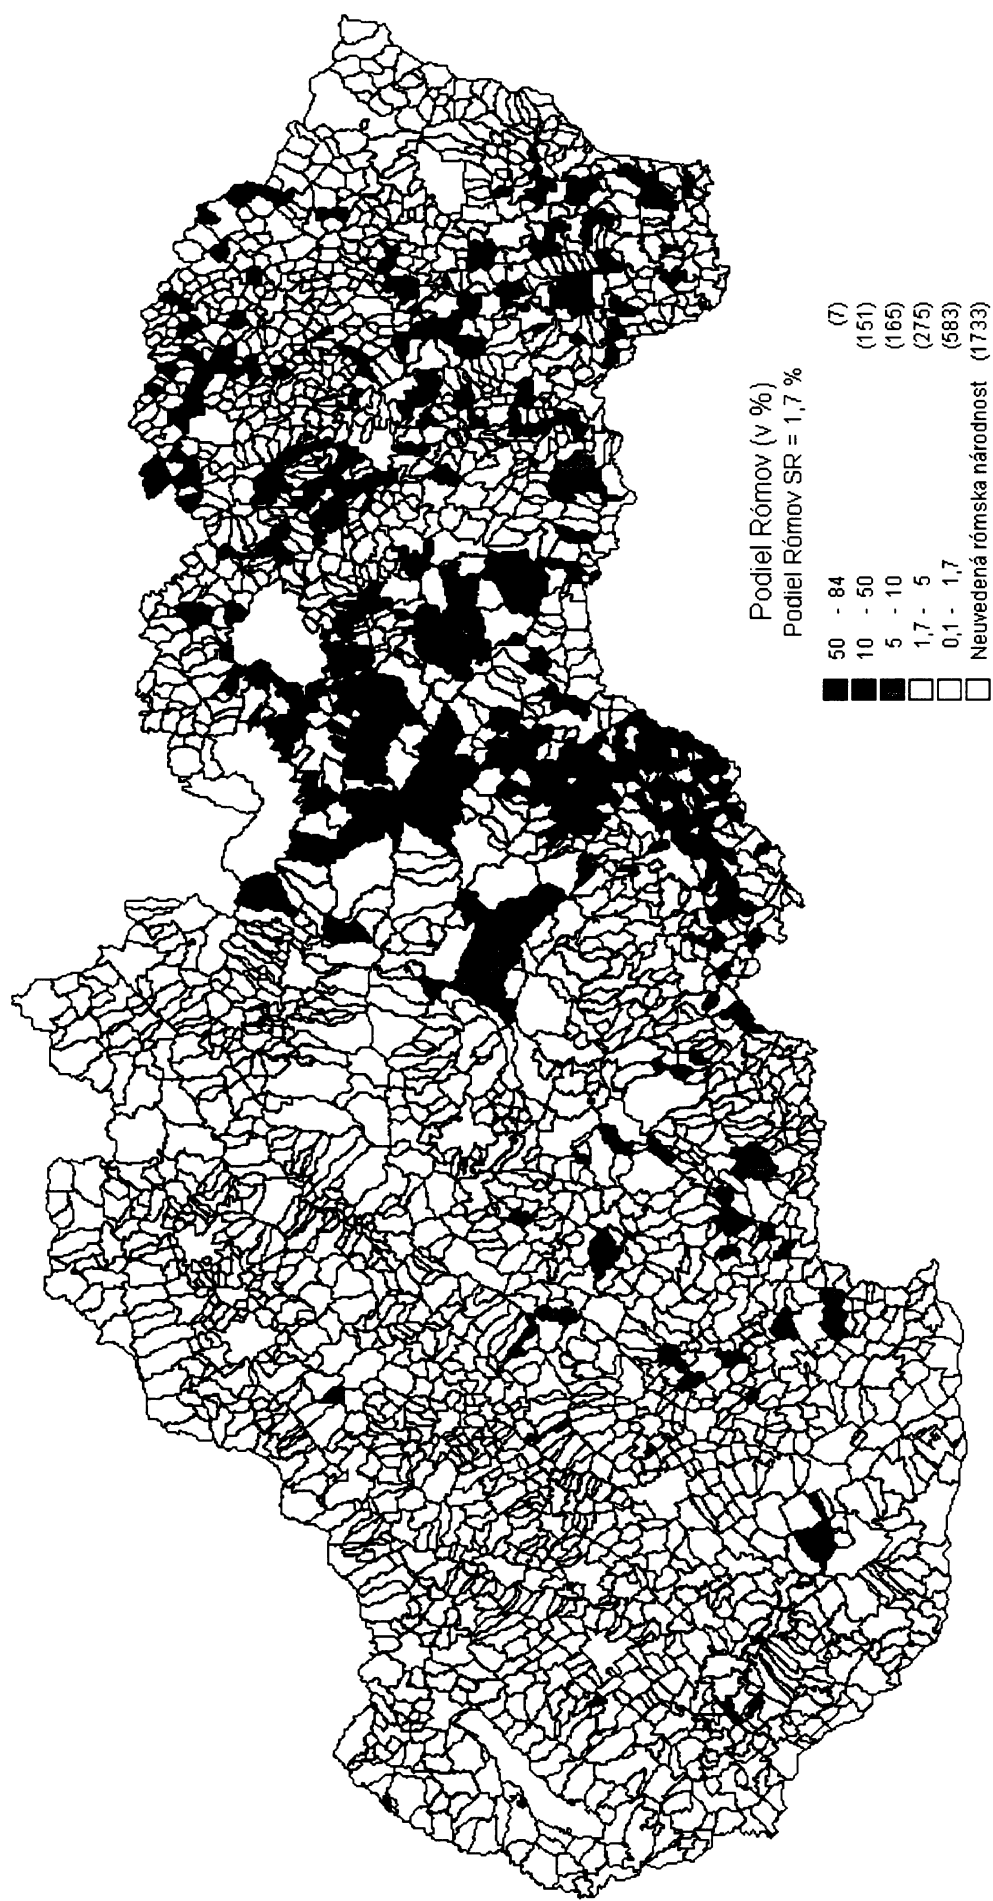 Podiel Rómov (v %)
Podiel Rómov SR = 1,7 %
50 - 84 (7)
10 - 50 (151)
5 - 10 (165)
1,7 - 5 (275)
0,1 - 1,7 (583)
Neuvedená rómska národnost (1733)